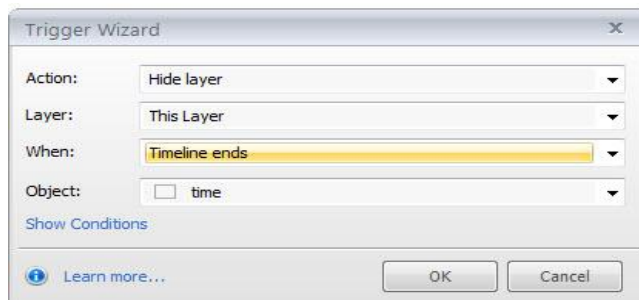 Trigger Wizard
Action: Hide layer
Layer: This Layer
When: Timeline ends
Object: time
Show Conditions
Learn more... OK Cancel